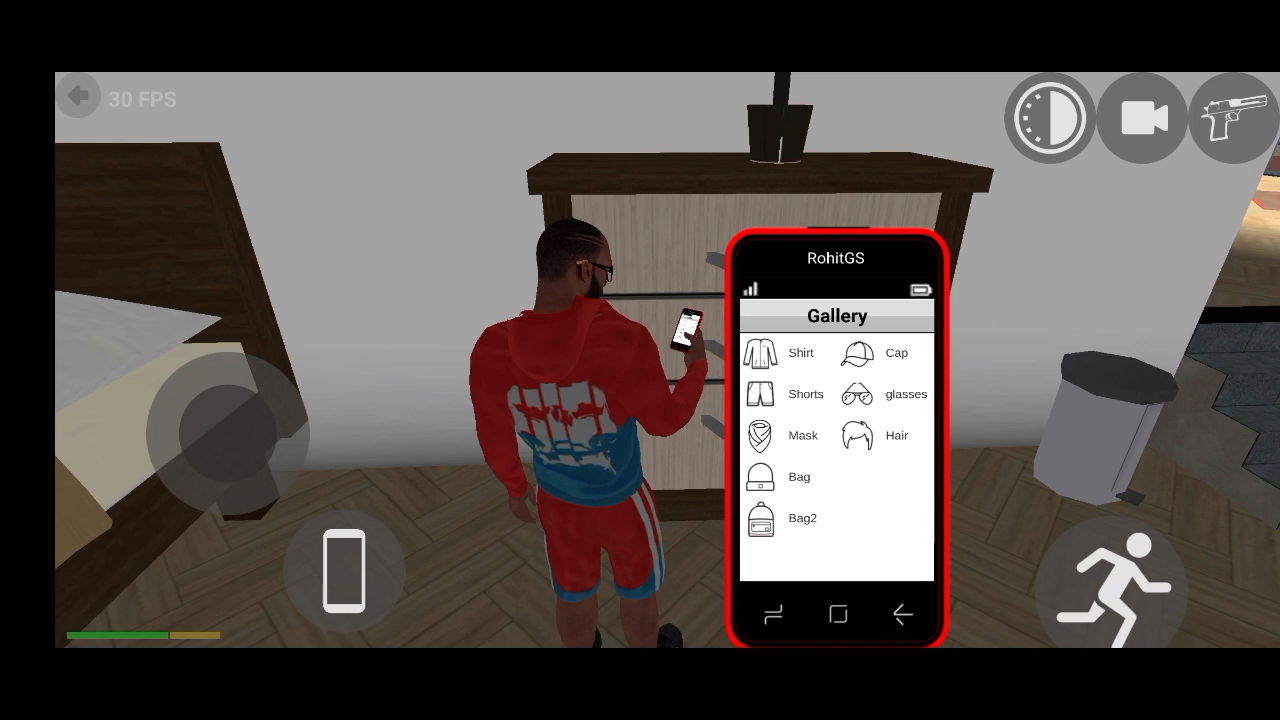 30 FPS
RohitGS
Gallery
Shirt
Cap
Shorts
glasses
Mask
Hair
Bag
Bag2